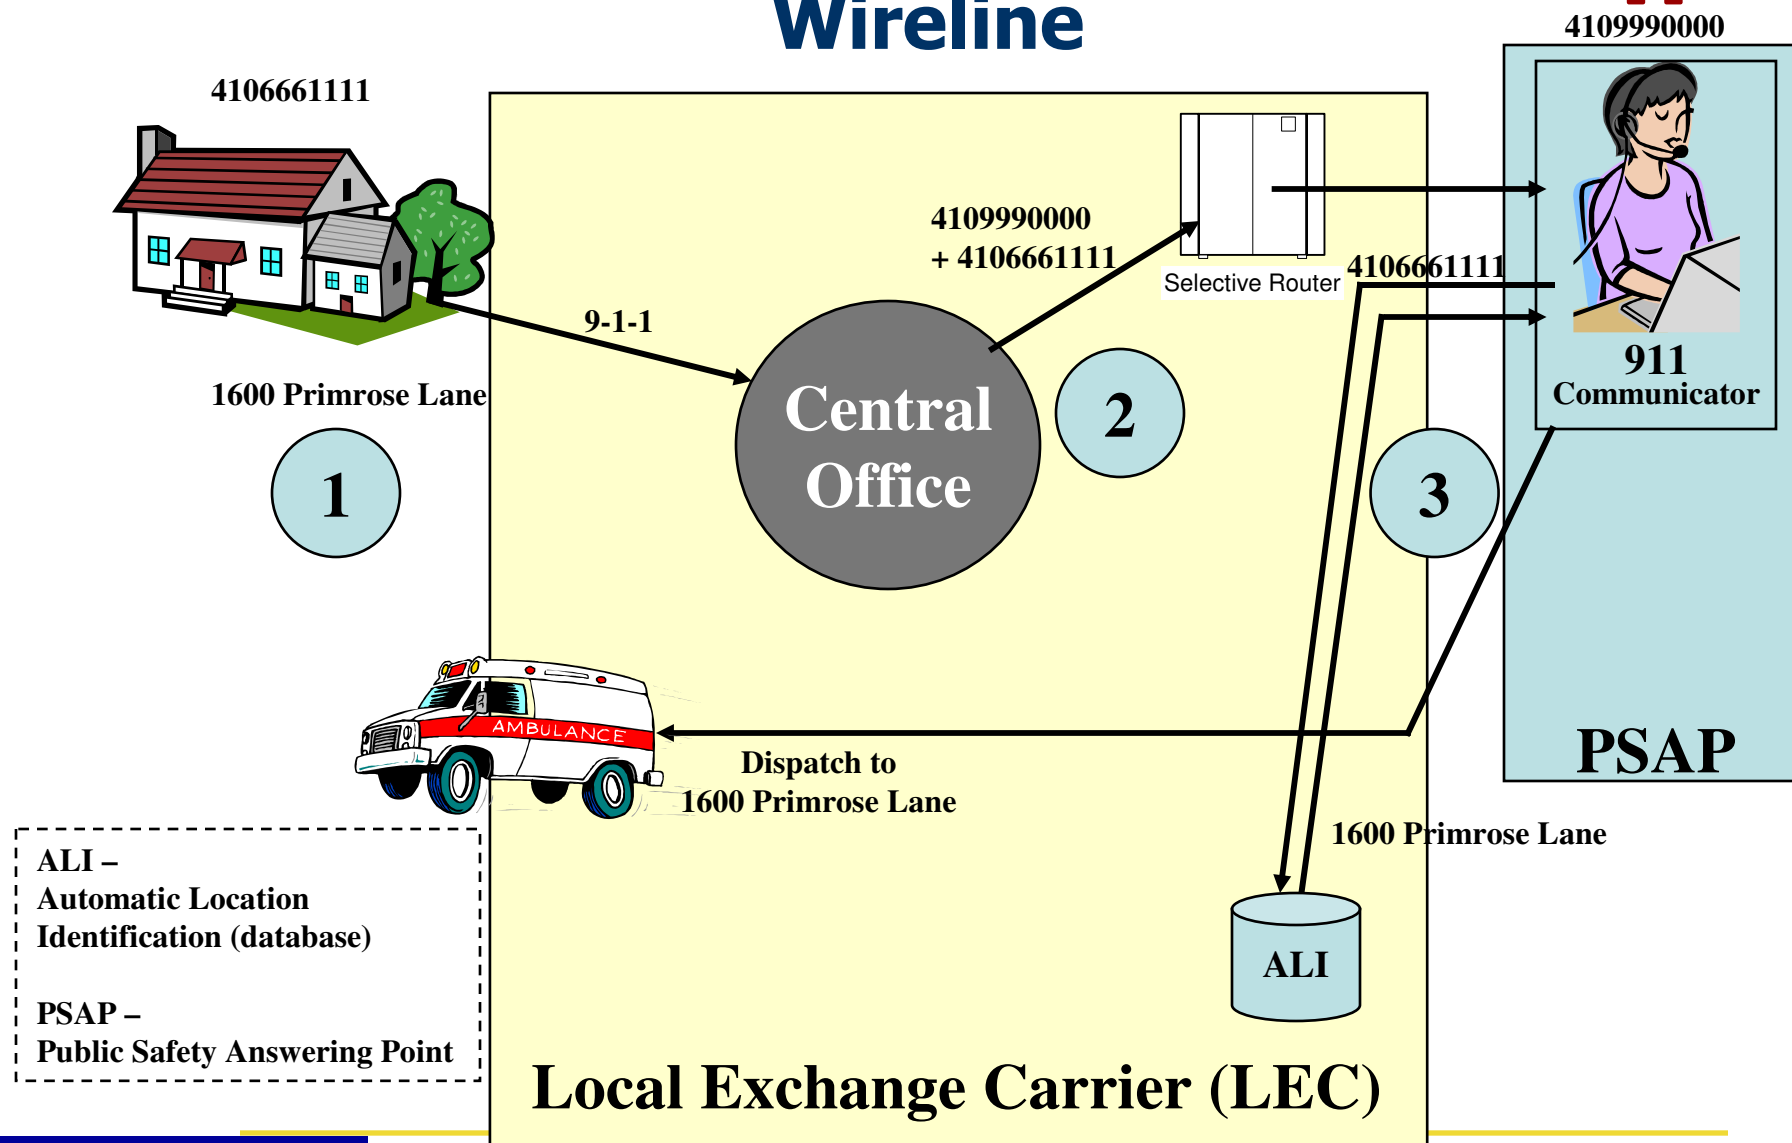 Wireline
4109990000
4106661111
4109990000
+ 4106661111
Selective Router
4106661111
9-1-1
911
Communicator
1600 Primrose Lane
Central
Office
1
2
3
AMBULANCE
Dispatch to
1600 Primrose Lane
PSAP
1600 Primrose Lane
ALI –
Automatic Location
Identification (database)
PSAP –
Public Safety Answering Point
ALI
Local Exchange Carrier (LEC)